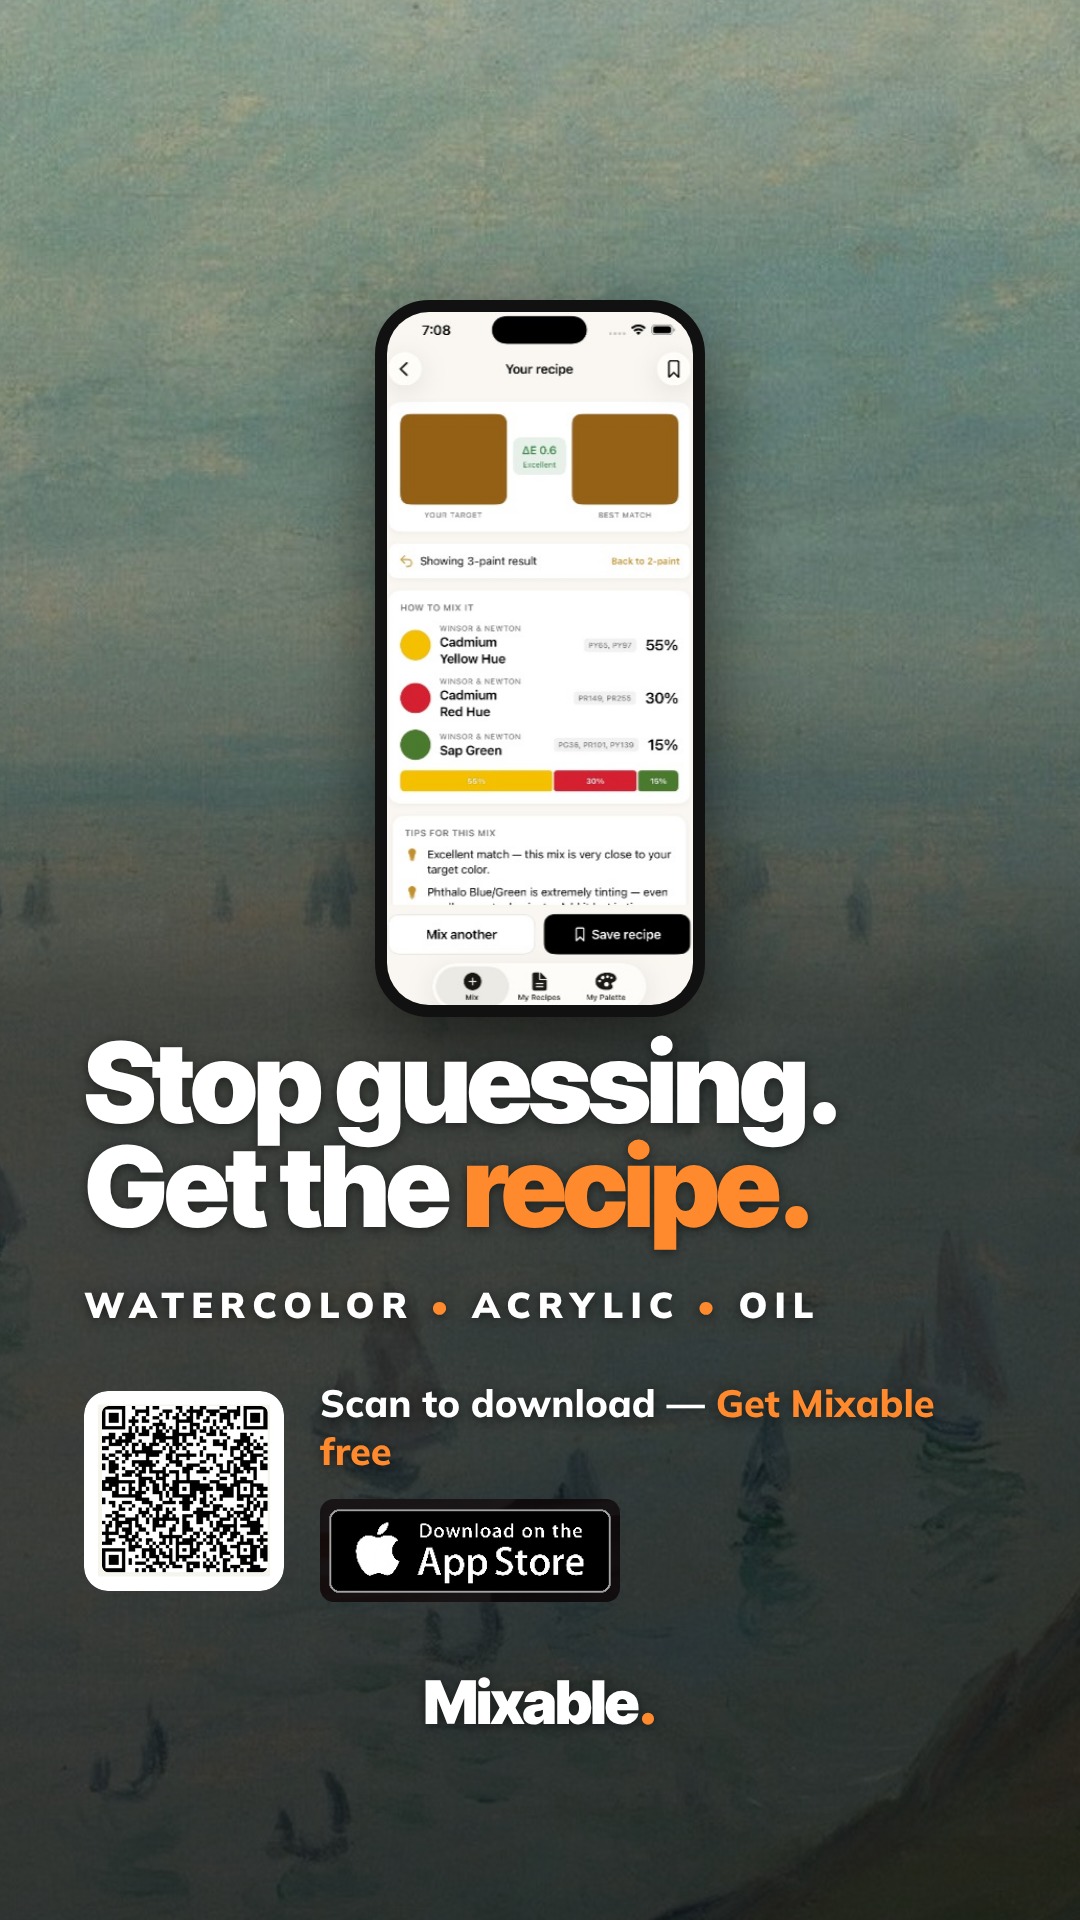 7:08
Your recipe
ΔE 0.6
Excellent
YOUR TARGET
BEST MATCH
Showing 3-paint result
Back to 2-paint
HOW TO MIX IT
WINSOR & NEWTON
Cadmium
Yellow Hue
PY65, PY97
55%
WINSOR & NEWTON
Cadmium
Red Hue
PR149, PR255
30%
WINSOR & NEWTON
Sap Green
PG36, PR101, PY139
15%
55%
30%
15%
TIPS FOR THIS MIX
Excellent match — this mix is very close to your
target color.
Phthalo Blue/Green is extremely tinting — even
Mix another
Save recipe
Mix
My Recipes
My Palette
Stop guessing.
Get the recipe.
WATERCOLOR • ACRYLIC • OIL
Scan to download — Get Mixable
free
Download on the
App Store
Mixable.